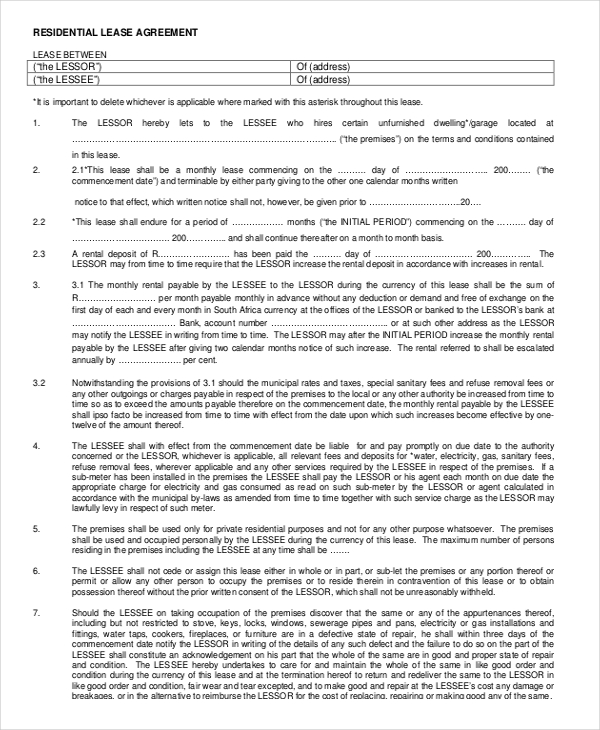 RESIDENTIAL LEASE AGREEMENT
LEASE BETWEEN
("the LESSOR") Of (address)
("the LESSEE") Of (address)
*It is important to delete whichever is applicable where marked with this asterisk throughout this lease.
1. The LESSOR hereby lets to the LESSEE who hires certain unfurnished dwelling*/garage located at
………………………………………………………………………………….. ("the premises") on the terms and conditions contained
in this lease.
2. 2.1*This lease shall be a monthly lease commencing on the ………. day of …………………….. 200…….. ("the
commencement date") and terminable by either party giving to the other one calendar months written
notice to that effect, which written notice shall not, however, be given prior to …………………………..20….
2.2 *This lease shall endure for a period of ……………… months ("the INITIAL PERIOD") commencing on the ……… day of
……………………………… 200…………. and shall continue thereafter on a month to month basis.
2.3 A rental deposit of R…………………… has been paid the ………… day of …………………… 200………….. The
LESSOR may from time to time require that the LESSOR increase the rental deposit in accordance with increases in rental.
3. 3.1 The monthly rental payable by the LESSEE to the LESSOR during the currency of this lease shall be the sum of
R……………………… per month payable monthly in advance without any deduction or demand and free of exchange on the
first day of each and every month in South Africa currency at the offices of the LESSOR or banked to the LESSOR's bank at
……………………………… Bank, account number ………………………………….. or at such other address as the LESSOR
may notify the LESSEE in writing from time to time. The LESSOR may after the INITIAL PERIOD increase the monthly
rental payable by the LESSEE after giving two calendar months notice of such increase. The rental referred to shall be escalated
annually by …………………. per cent.
3.2 Notwithstanding the provisions of 3.1 should the municipal rates and taxes, special sanitary fees and refuse removal fees or
any other outgoings or charges payable in respect of the premises to the local or any other authority be increased from time to
time so as to exceed the amounts payable therefore on the commencement date, the monthly rental payable by the LESSEE
shall ipso facto be increased from time to time with effect from the date upon which such increases become effective by one-
twelve of the amount thereof.
4. The LESSEE shall with effect from the commencement date be liable for and pay promptly on due date to the authority
concerned or the LESSOR, whichever is applicable, all relevant fees and deposits for *water, electricity, gas, sanitary fees,
refuse removal fees, wherever applicable and any other services required by the LESSEE in respect of the premises. If a
sub-meter has been installed in the premises the LESSEE shall pay the LESSOR or his agent each month on due date the
appropriate charge for electricity and gas consumed as read on such sub-meter by the LESSOR or agent calculated in
accordance with the municipal by-laws as amended from time to time together with such service charge as the LESSOR may
lawfully levy in respect of such meter.
5. The premises shall be used only for private residential purposes and not for any other purpose whatsoever. The premises
shall be used and occupied personally by the LESSEE during the currency of this lease. The maximum number of persons
residing in the premises including the LESSEE at any time shall be …….
6. The LESSEE shall not cede or assign this lease either in whole or in part, or sub-let the premises or any portion thereof or
permit or allow any other person to occupy the premises or to reside therein in contravention of this lease or to obtain
possession thereof without the prior written consent of the LESSOR, which shall not be unreasonably withheld.
7. Should the LESSEE on taking occupation of the premises discover that the same or any of the appurtenances thereof,
including but not restricted to stove, keys, locks, windows, sewerage pipes and pans, electricity or gas installations and
fittings, water taps, cookers, fireplaces, or furniture are in a defective state of repair, he shall within three days of the
commencement date notify the LESSOR in writing of the details of any such defect and the failure to do so on the part of the
LESSEE shall constitute an acknowledgement on his part that the whole of the same are in good and proper state of repair
and condition. The LESSEE hereby undertakes to care for and maintain the whole of the same in like good order and
condition during the currency of this lease and at the termination hereof to return and redeliver the same to the LESSOR in
like good order and condition, fair wear and tear excepted, and to make good and repair at the LESSEE's cost any damage or
breakages, or in the alternative to reimburse the LESSOR for the cost of replacing, repairing or making good any of the same.